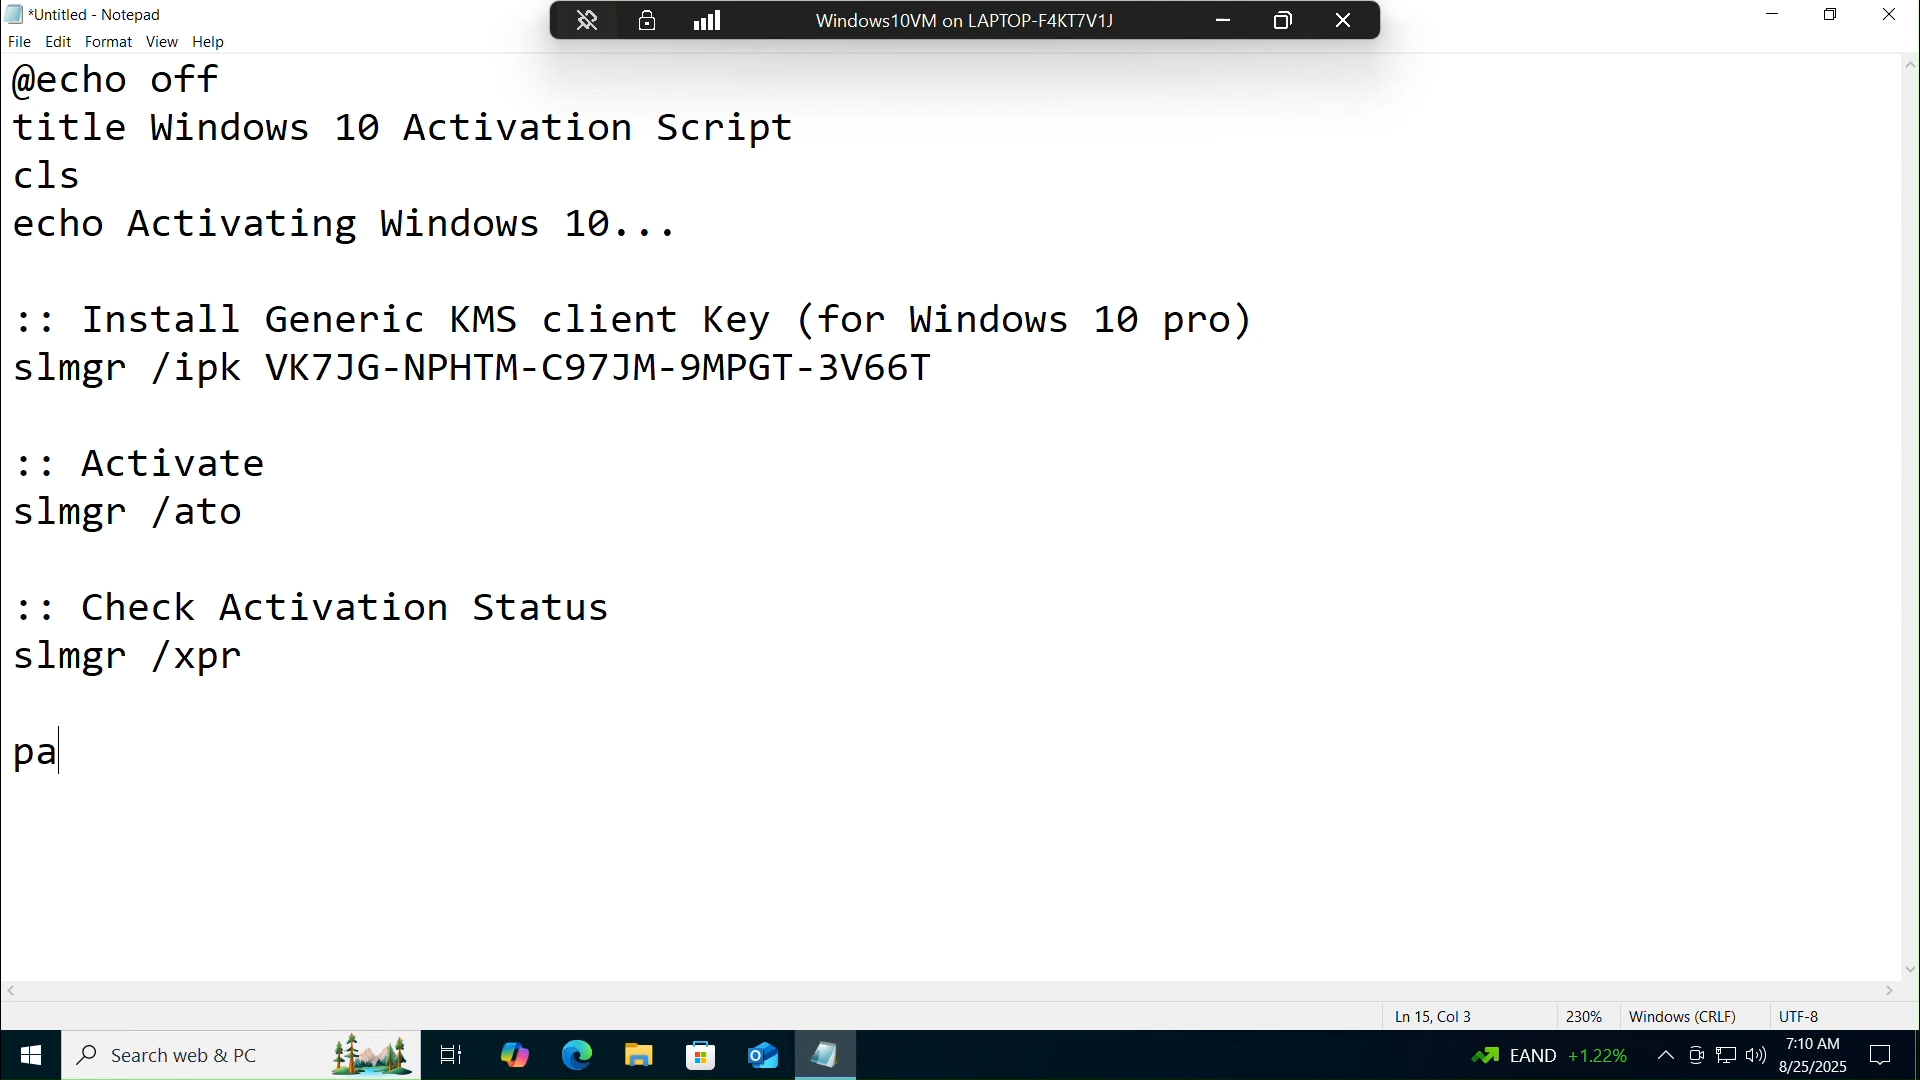 *Untitled - Notepad
Windows10VM on LAPTOP-F4KT7V1J
File Edit Format View Help
@echo off
title Windows 10 Activation Script
cls
echo Activating Windows 10...
:: Install Generic KMS client Key (for Windows 10 pro)
slmgr /ipk VK7JG-NPHTM-C97JM-9MPGT-3V66T
:: Activate
slmgr /ato
:: Check Activation Status
slmgr /xpr
pa
Ln 15, Col 3 230% Windows (CRLF) UTF-8
Search web & PC
EAND +1.22%
7:10 AM
8/25/2025